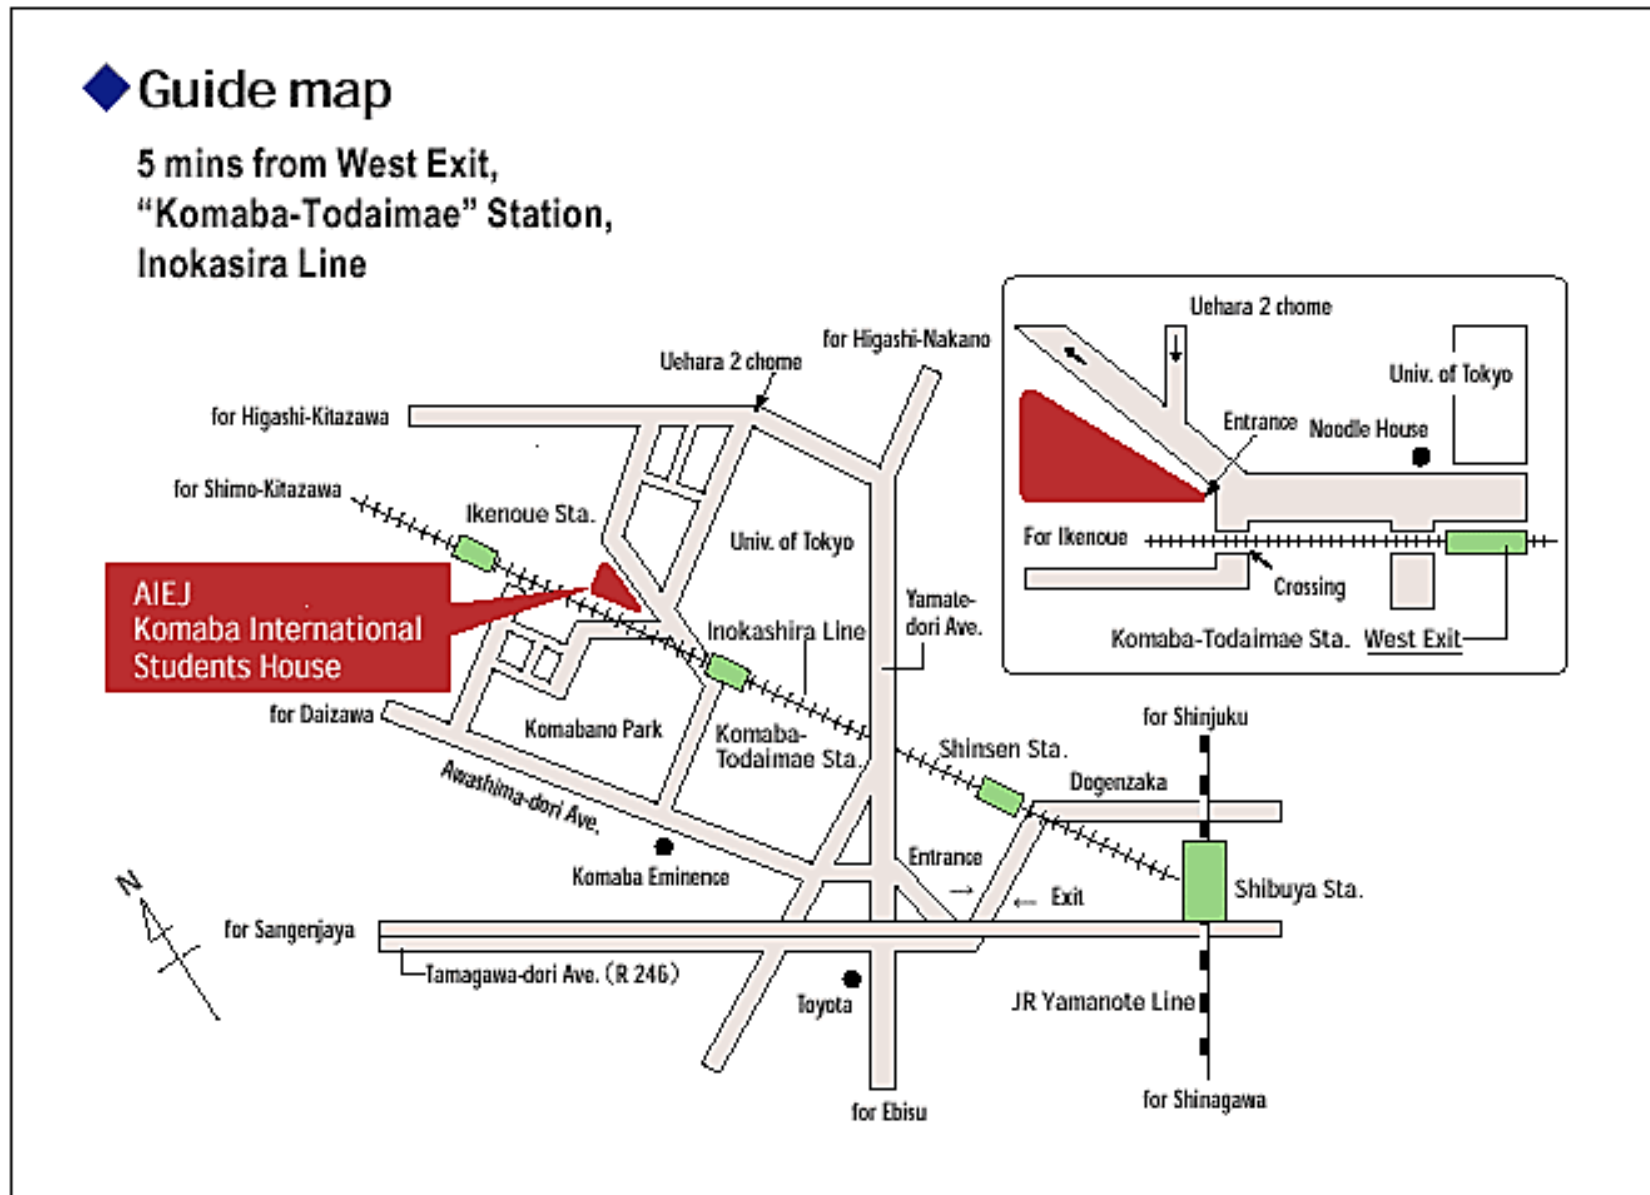 Guide map
5 mins from West Exit,
“Komaba-Todaimae” Station,
Inokasira Line
for Higashi-Nakano
Uehara 2 chome
for Higashi-Kitazawa
for Shimo-Kitazawa
Ikenoue Sta.
Univ. of Tokyo
AIEJ
Komaba International
Students House
Inokashira Line
Yamate-
dori Ave.
for Daizawa
Komabano Park
Komaba-
Todaimae Sta.
Awashima-dori Ave.
Shinsen Sta.
Dogenzaka
for Shinjuku
Komaba Eminence
Entrance
→
← Exit
Shibuya Sta.
N
for Sangenjaya
Tamagawa-dori Ave. (R 246)
Toyota
JR Yamanote Line
for Ebisu
for Shinagawa
Uehara 2 chome
Univ. of Tokyo
Entrance
Noodle House
For Ikenoue
Crossing
Komaba-Todaimae Sta. West Exit